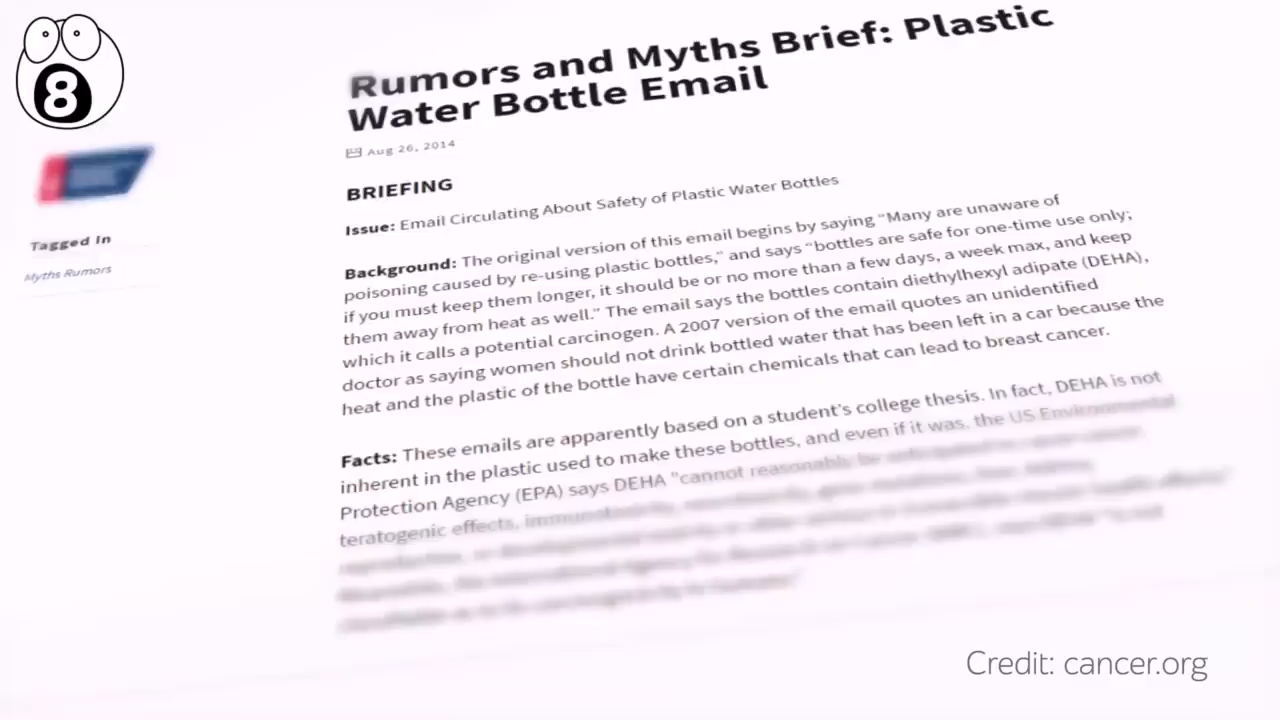 8
Rumors and Myths Brief: Plastic
Water Bottle Email
Aug 26, 2014
Tagged In
Myths Rumors
BRIEFING
Issue: Email Circulating About Safety of Plastic Water Bottles
Background: The original version of this email begins by saying “Many are unaware of
poisoning caused by re-using plastic bottles,” and says “bottles are safe for one-time use only;
if you must keep them longer, it should be or no more than a few days, a week max, and keep
them away from heat as well.” The email says the bottles contain diethylhexyl adipate (DEHA),
which it calls a potential carcinogen. A 2007 version of the email quotes an unidentified
doctor as saying women should not drink bottled water that has been left in a car because the
heat and the plastic of the bottle have certain chemicals that can lead to breast cancer.
Facts: These emails are apparently based on a student’s college thesis. In fact, DEHA is not
inherent in the plastic used to make these bottles, and even if it was, the US Environmental
Protection Agency (EPA) says DEHA "cannot reasonably be
teratogenic effects,
Credit: cancer.org